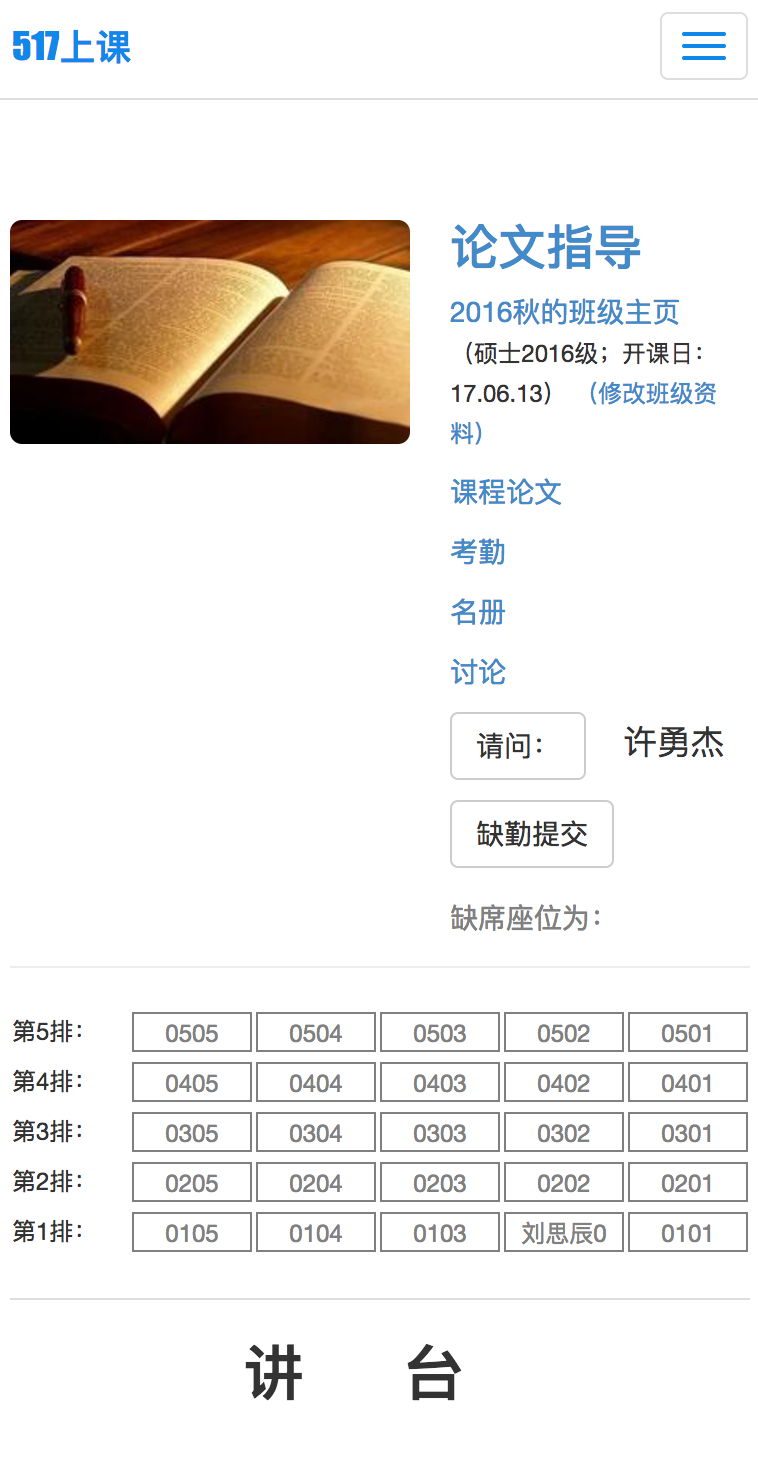 517上课
论文指导
2016秋的班级主页
（硕士2016级；开课日：
17.06.13） （修改班级资
料）
课程论文
考勤
名册
讨论
请问： 许勇杰
缺勤提交
缺席座位为：
第5排： 0505 0504 0503 0502 0501
第4排： 0405 0404 0403 0402 0401
第3排： 0305 0304 0303 0302 0301
第2排： 0205 0204 0203 0202 0201
第1排： 0105 0104 0103 刘思辰0 0101
讲 台